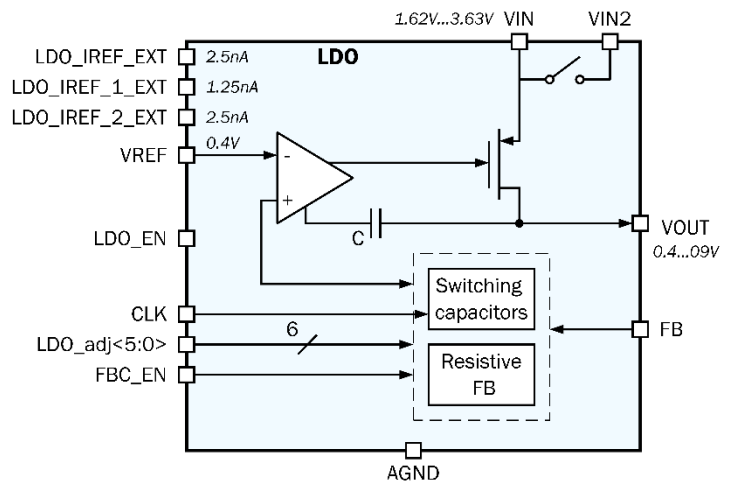 1.62V...3.63V VIN VIN2
LDO_IREF_EXT 2.5nA LDO
LDO_IREF_1_EXT 1.25nA
LDO_IREF_2_EXT 2.5nA
VREF 0.4V
-
+
C
VOUT
0.4...09V
LDO_EN
Switching
capacitors
CLK
6
LDO_adj<5:0>
FB
Resistive
FB
FBC_EN
AGND